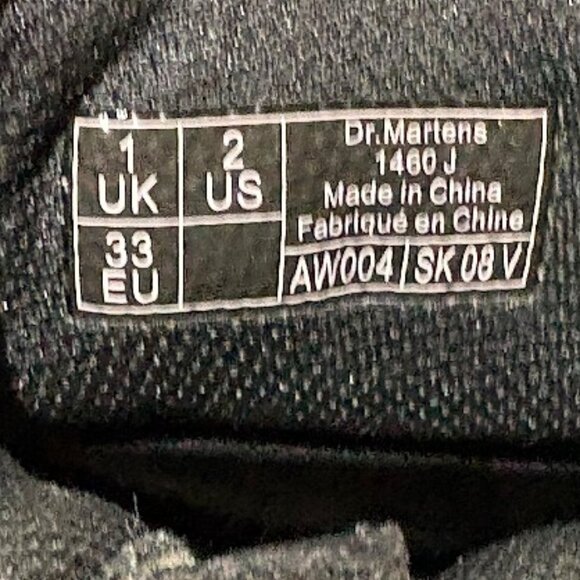 1
UK
2
US
33
EU
Dr.Martens
1460 J
Made in China
Fabriqué en Chine
AW004 / SK 08 V